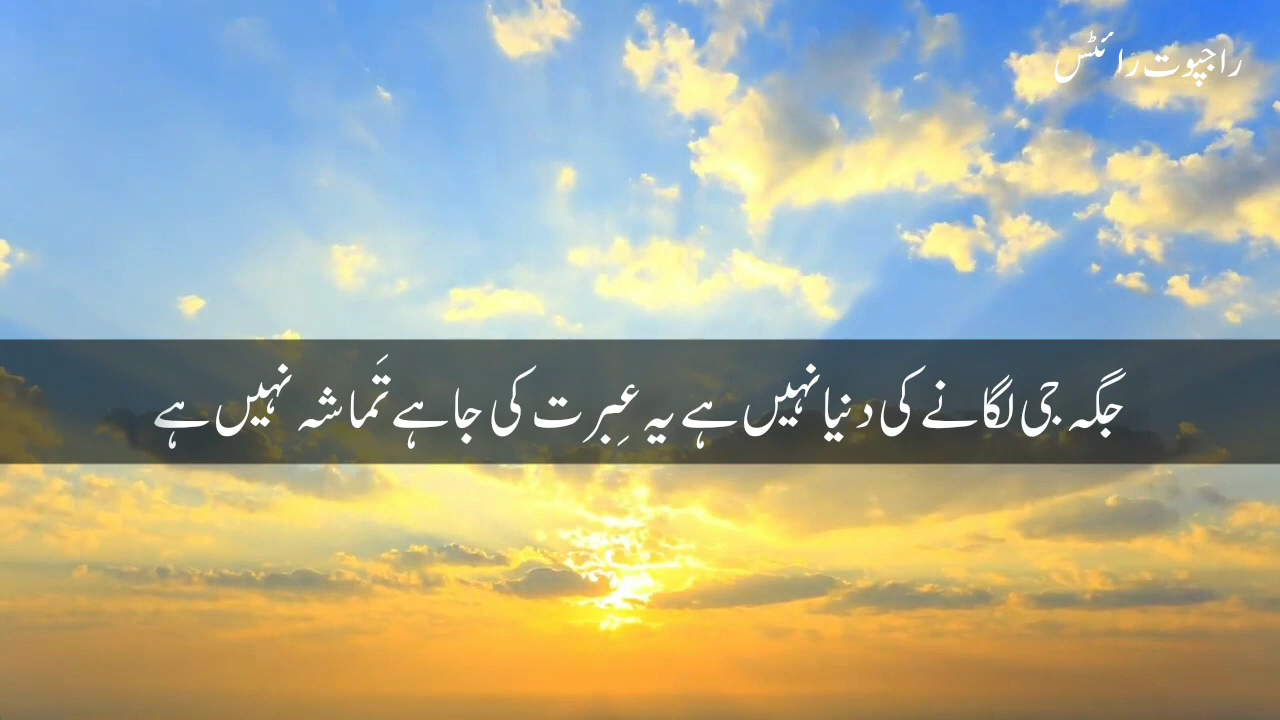 راجپوت رائٹس
جگہ جی لگانے کی دنیا نہیں ہے یہ عِبرت کی جا ہے تَماشہ نہیں ہے